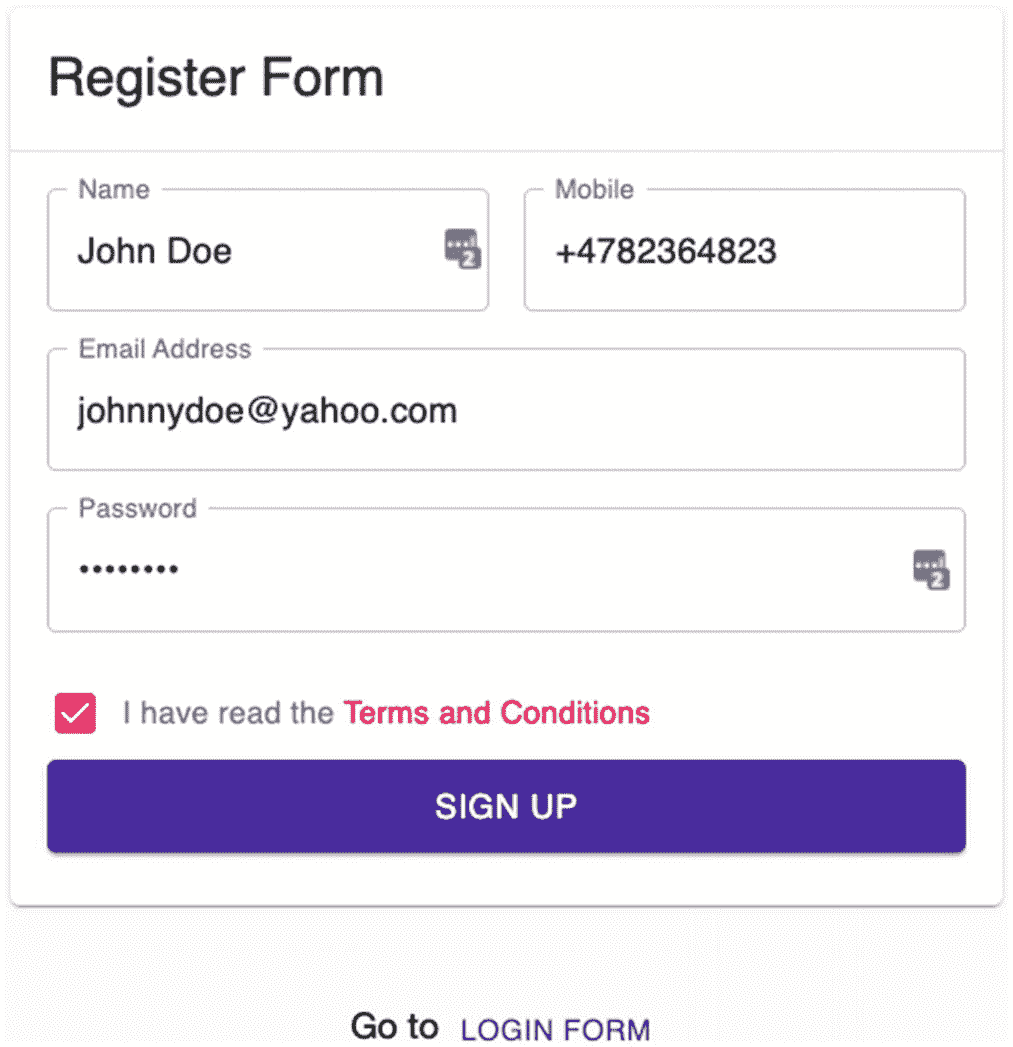 Register Form
Name
Mobile
John Doe
+4782364823
Email Address
johnnydoe@yahoo.com
Password
••••••••
I have read the Terms and Conditions
SIGN UP
Go to LOGIN FORM